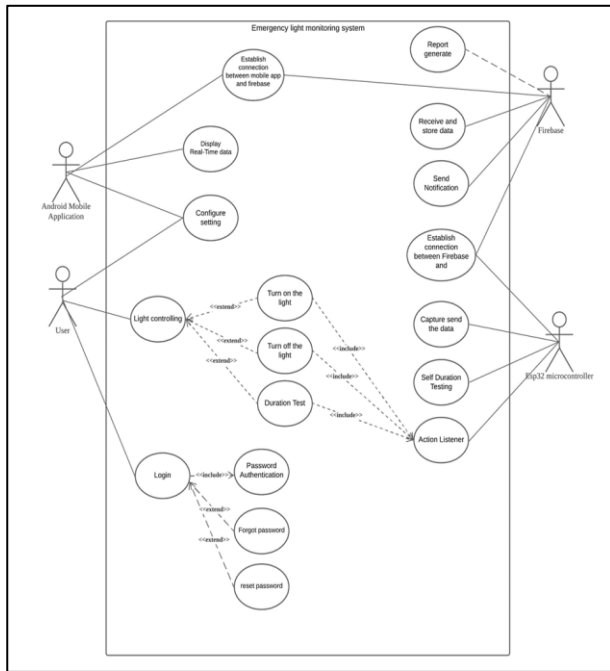 Emergency light monitoring system
Establish
connection
between mobile app
and firebase
Report
generate
Firebase
Receive and
store data
Display
Real-Time data
Send
Notification
Android Mobile
Application
Configure
setting
Establish
connection
between Firebase
and
User
Light controlling
<<extend>>
Turn on the
light
<<extend>>
Turn off the
light
<<extend>>
Duration Test
<<include>>
<<include>>
<<include>>
Capture send
the data
Self Duration
Testing
Esp32 microcontroller
Action Listener
Login
<<include>>
Password
Authentication
<<extend>>
Forgot password
<<extend>>
reset password